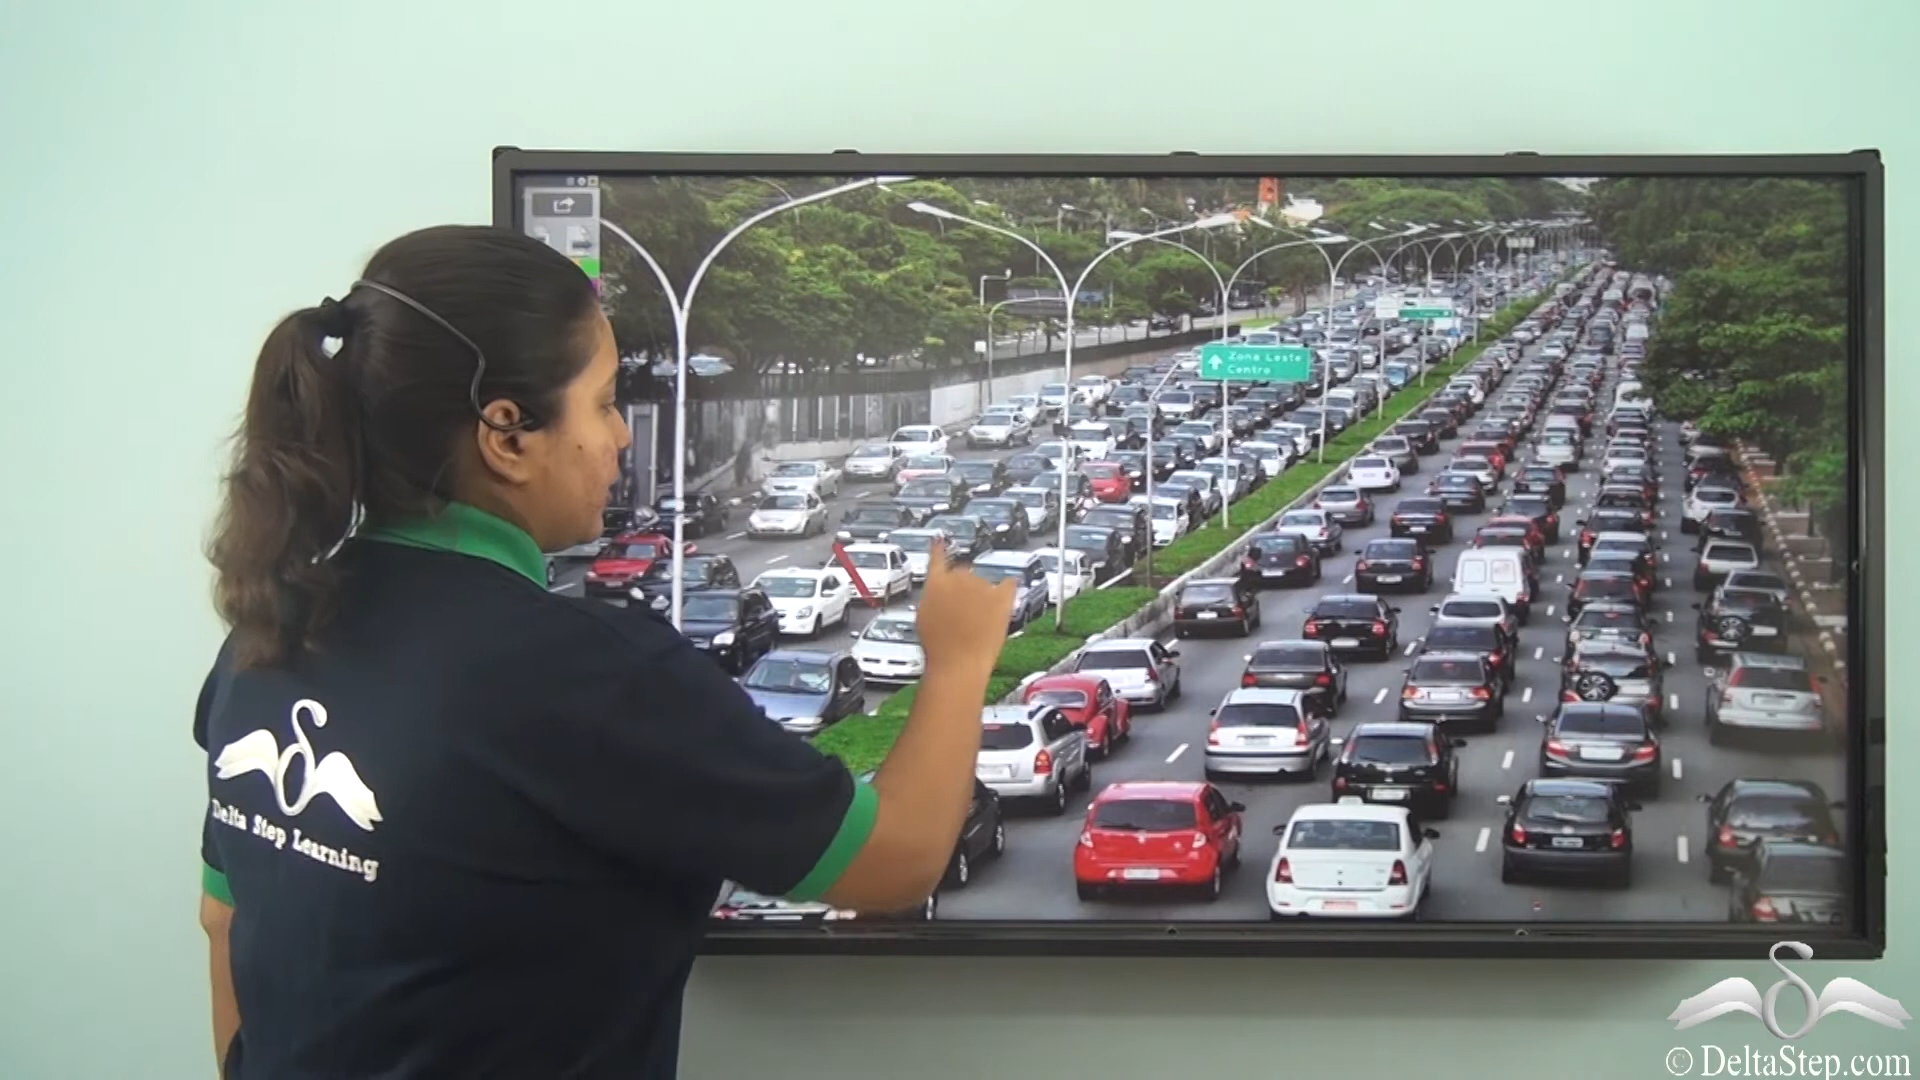 Zona Leste
Centro
Delta Step Learning
© DeltaStep.com